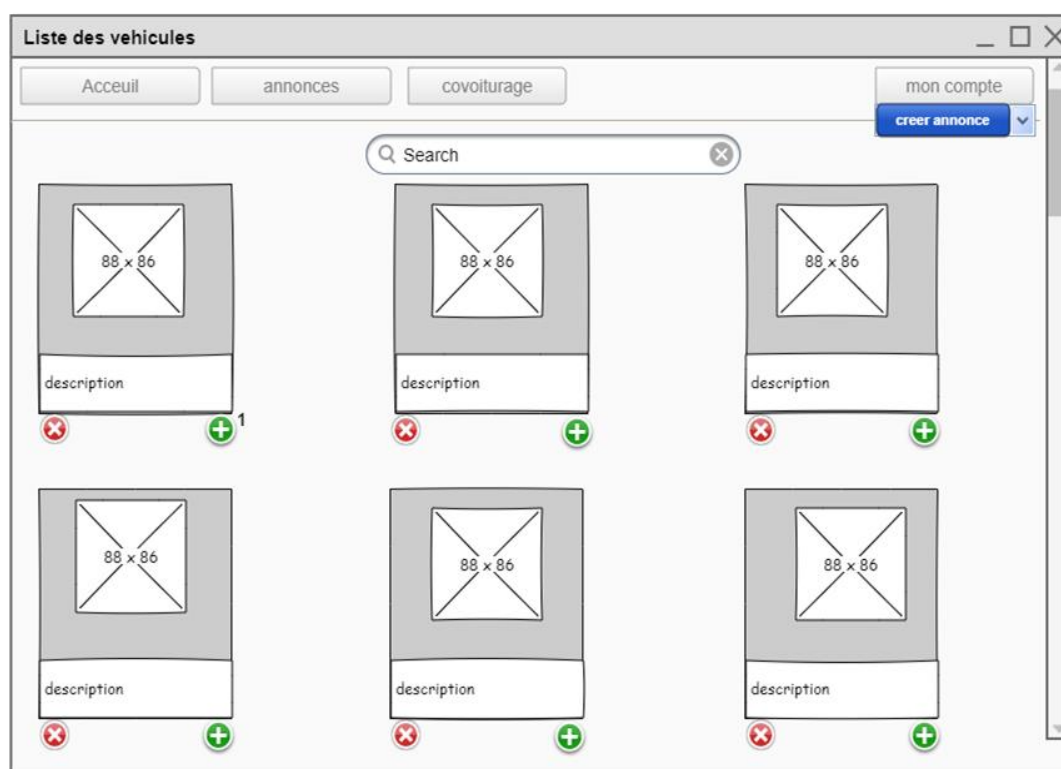 Liste des vehicules
Acceuil annonces covoiturage mon compte
creer annonce
Search
88 x 86 88 x 86 88 x 86
description description description
1
88 x 86 88 x 86 88 x 86
description description description